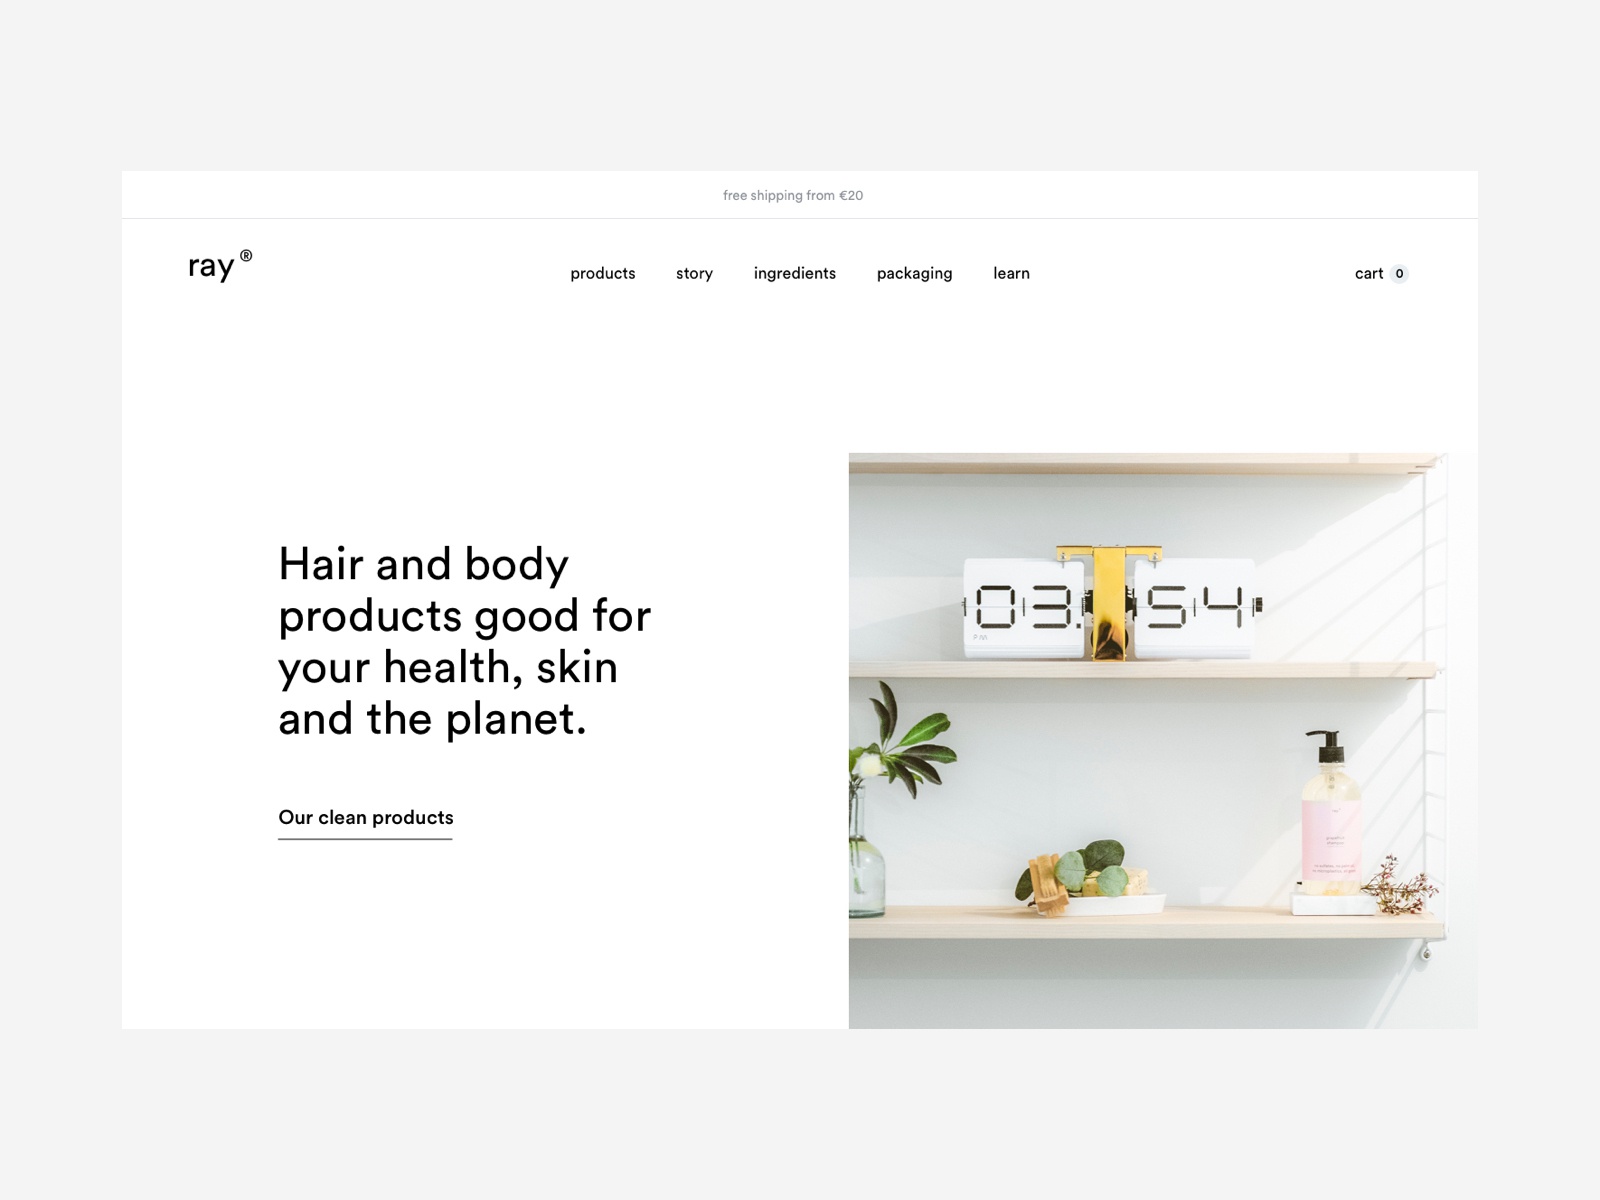 free shipping from €20
ray ®
products story ingredients packaging learn
cart 0
Hair and body
products good for
your health, skin
and the planet.
Our clean products
03.54
PM